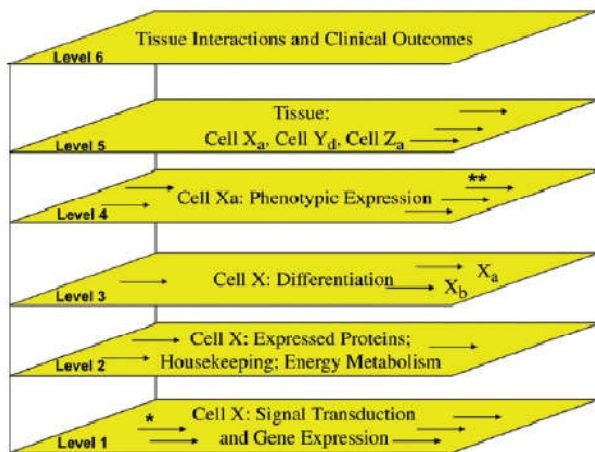 Tissue Interactions and Clinical Outcomes
Level 6
Tissue:
Cell Xa, Cell Yd, Cell Za
Level 5
**
Cell Xa: Phenotypic Expression
Level 4
Cell X: Differentiation
Xa
Xb
Level 3
Cell X: Expressed Proteins;
Housekeeping; Energy Metabolism
Level 2
*
Cell X: Signal Transduction
and Gene Expression
Level 1